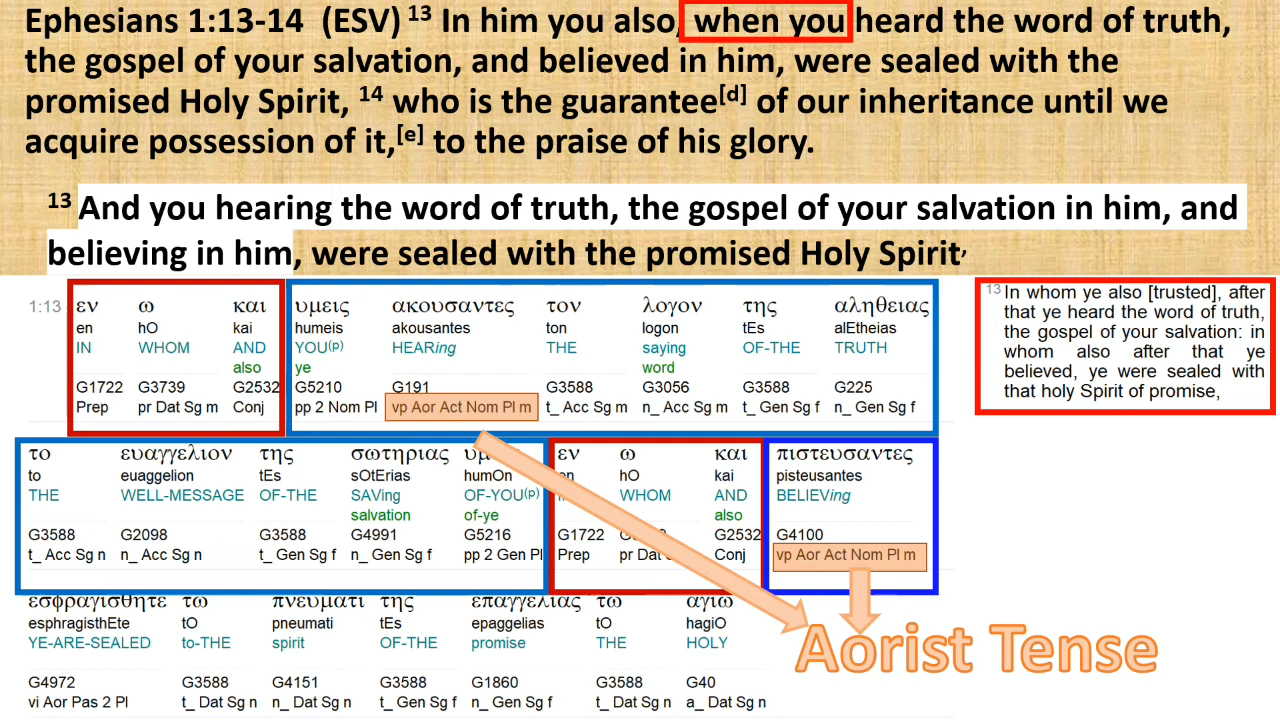 Ephesians 1:13-14 (ESV) 13 In him you also, when you heard the word of truth,
the gospel of your salvation, and believed in him, were sealed with the
promised Holy Spirit, 14 who is the guarantee[d] of our inheritance until we
acquire possession of it,[e] to the praise of his glory.
13 And you hearing the word of truth, the gospel of your salvation in him, and
believing in him, were sealed with the promised Holy Spirit,
1:13 εν ω και υμεις ακουσαντες τον λογον της αληθειας
en hO kai humeis akousantes ton logon tEs alEtheias
IN WHOM AND YOU(p) HEARing THE saying OF-THE TRUTH
also ye word
G1722 G3739 G2532 G5210 G191 G3588 G3056 G3588 G225
Prep pr Dat Sg m Conj pp 2 Nom Pl vp Aor Act Nom Pl m t_ Acc Sg m n_ Acc Sg m t_ Gen Sg f n_ Gen Sg f
13 In whom ye also [trusted], after
that ye heard the word of truth,
the gospel of your salvation: in
whom also after that ye
believed, ye were sealed with
that holy Spirit of promise,
το ευαγγελιον της σωτηριας εν ω και πιστευσαντες
to euaggelion tEs sOtErias humOn hO kai pisteusantes
THE WELL-MESSAGE OF-THE SAVing OF-YOU(p) WHOM AND BELIEVing
salvation of-ye also
G3588 G2098 G3588 G4991 G5216 G1722 G2532 G4100
t_ Acc Sg n n_ Acc Sg n t_ Gen Sg f n_ Gen Sg f pp 2 Gen Pl Prep pr Dat Conj vp Aor Act Nom Pl m
εσφραγισθητε τω πνευματι της επαγγελιας τω αγιω
esphragisthEte tO pneumati tEs epaggelias tO hagiO
YE-ARE-SEALED to-THE spirit OF-THE promise THE HOLY
G4972 G3588 G4151 G3588 G1860 G3588 G40
vi Aor Pas 2 Pl t_ Dat Sg n n_ Dat Sg n t_ Gen Sg f n_ Gen Sg f t_ Dat Sg n a_ Dat Sg n
Aorist Tense